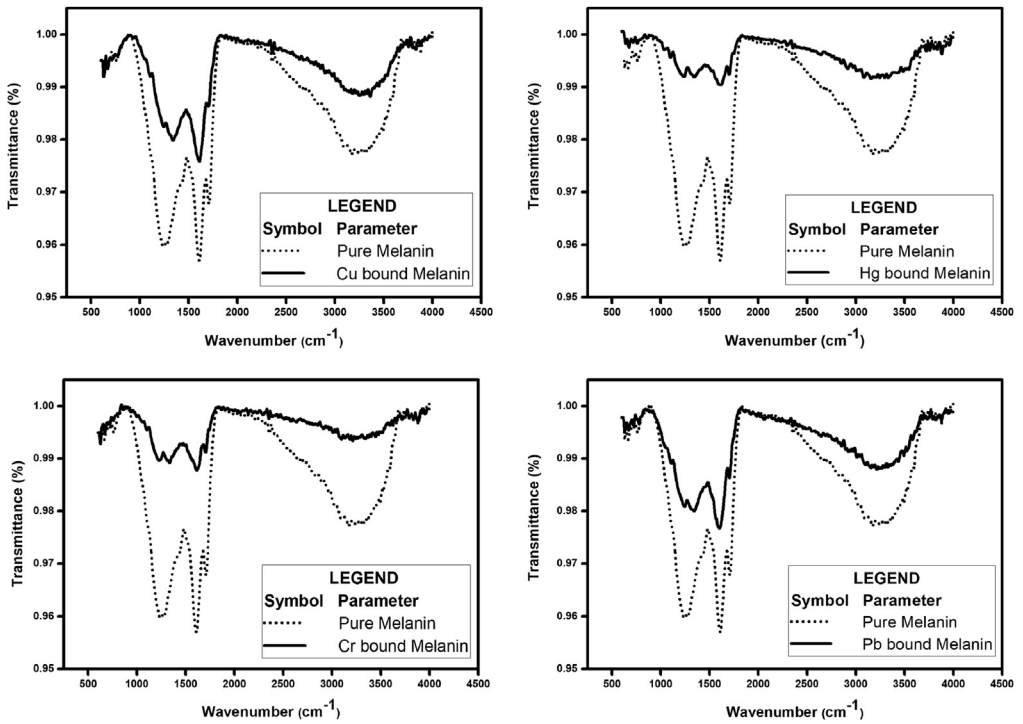 1.00
0.99
0.98
0.97
0.96
0.95
Transmittance (%)
LEGEND
Symbol Parameter
Pure Melanin
Cu bound Melanin
500 1000 1500 2000 2500 3000 3500 4000 4500
Wavenumber (cm-1)
1.00
0.99
0.98
0.97
0.96
0.95
Transmittance (%)
LEGEND
Symbol Parameter
Pure Melanin
Hg bound Melanin
500 1000 1500 2000 2500 3000 3500 4000 4500
Wavenumber (cm-1)
1.00
0.99
0.98
0.97
0.96
0.95
Transmittance (%)
LEGEND
Symbol Parameter
Pure Melanin
Cr bound Melanin
500 1000 1500 2000 2500 3000 3500 4000 4500
Wavenumber (cm-1)
1.00
0.99
0.98
0.97
0.96
0.95
Transmittance (%)
LEGEND
Symbol Parameter
Pure Melanin
Pb bound Melanin
500 1000 1500 2000 2500 3000 3500 4000 4500
Wavenumber (cm-1)